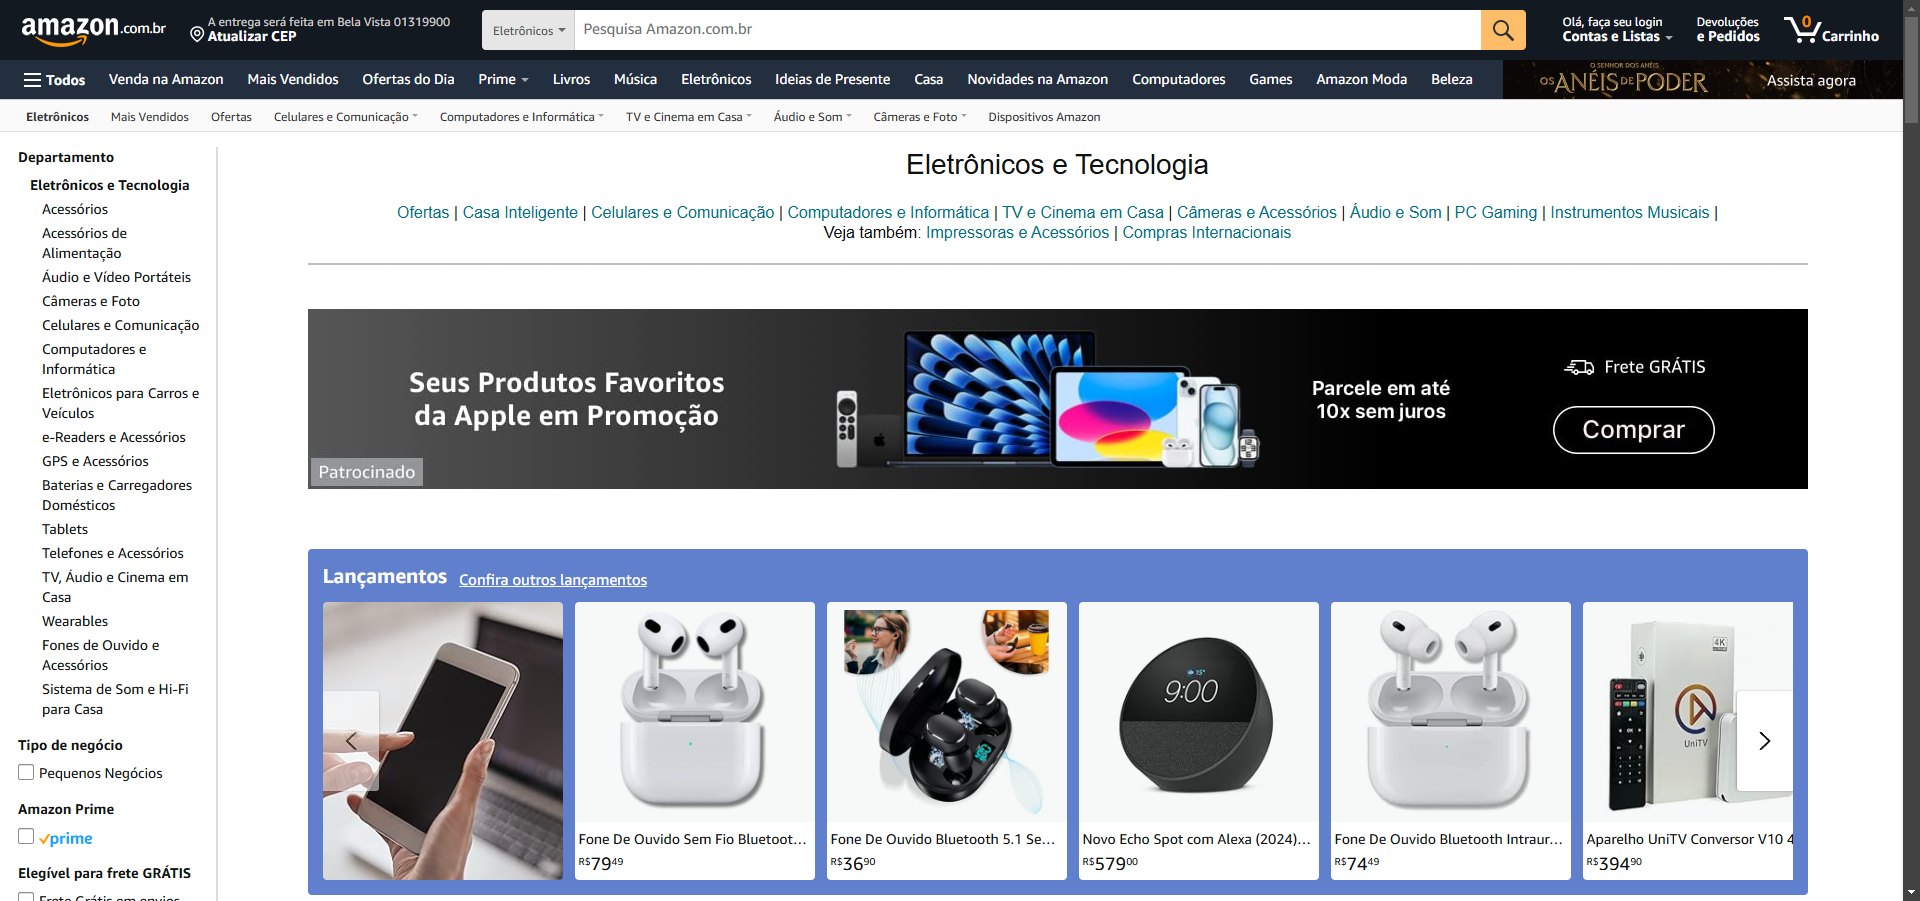 amazon.com.br
A entrega será feita em Bela Vista 01319900
Atualizar CEP
Eletrônicos
Pesquisa Amazon.com.br
Olá, faça seu login
Contas e Listas
Devoluções
e Pedidos
0
Carrinho
Todos
Venda na Amazon
Mais Vendidos
Ofertas do Dia
Prime
Livros
Música
Eletrônicos
Ideias de Presente
Casa
Novidades na Amazon
Computadores
Games
Amazon Moda
Beleza
O SENHOR DOS ANÉIS
OS ANÉIS DE PODER
Assista agora
Eletrônicos
Mais Vendidos
Ofertas
Celulares e Comunicação
Computadores e Informática
TV e Cinema em Casa
Áudio e Som
Câmeras e Foto
Dispositivos Amazon
Departamento
Eletrônicos e Tecnologia
Acessórios
Acessórios de
Alimentação
Áudio e Vídeo Portáteis
Câmeras e Foto
Celulares e Comunicação
Computadores e
Informática
Eletrônicos para Carros e
Veículos
e-Readers e Acessórios
GPS e Acessórios
Baterias e Carregadores
Domésticos
Tablets
Telefones e Acessórios
TV, Áudio e Cinema em
Casa
Wearables
Fones de Ouvido e
Acessórios
Sistema de Som e Hi-Fi
para Casa
Tipo de negócio
Pequenos Negócios
Amazon Prime
prime
Elegível para frete GRÁTIS
Frete Grátis em envios
Eletrônicos e Tecnologia
Ofertas | Casa Inteligente | Celulares e Comunicação | Computadores e Informática | TV e Cinema em Casa | Câmeras e Acessórios | Áudio e Som | PC Gaming | Instrumentos Musicais |
Veja também: Impressoras e Acessórios | Compras Internacionais
Seus Produtos Favoritos
da Apple em Promoção
Parcele em até
10x sem juros
Frete GRÁTIS
Comprar
Patrocinado
Lançamentos
Confira outros lançamentos
15°
9:00
4K
UniTV
Fone De Ouvido Sem Fio Bluetoot...
R$7949
Fone De Ouvido Bluetooth 5.1 Se...
R$3690
Novo Echo Spot com Alexa (2024)...
R$57900
Fone De Ouvido Bluetooth Intraur...
R$7449
Aparelho UniTV Conversor V10 4
R$39490